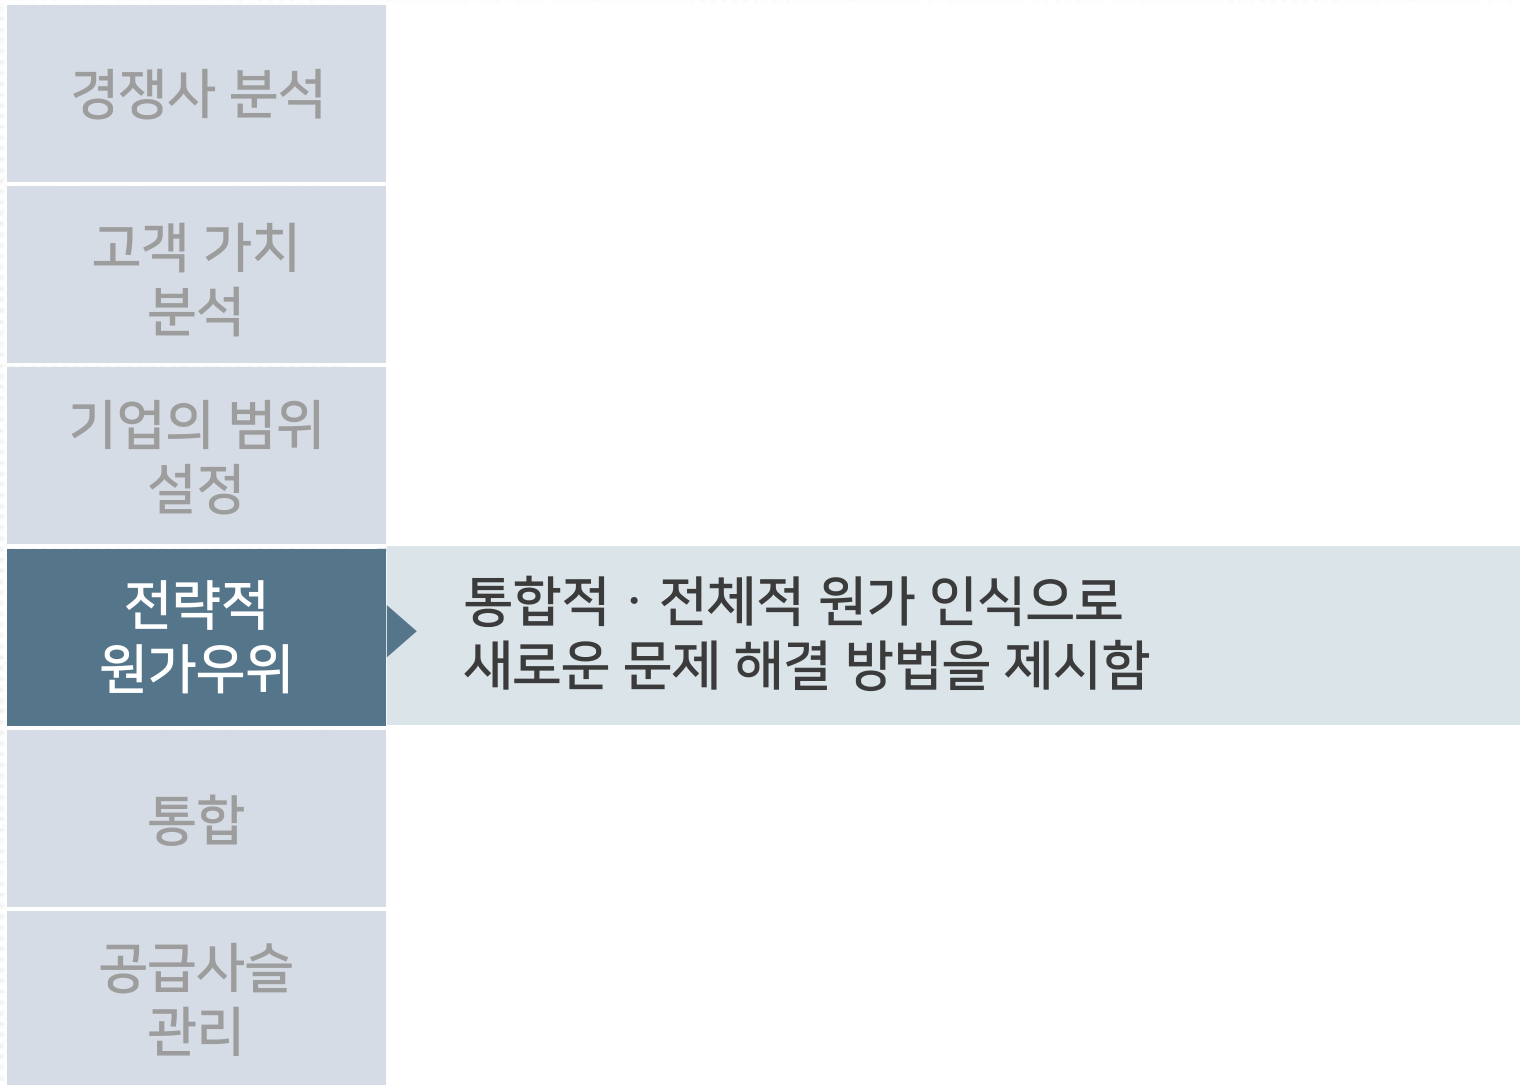 경쟁사 분석
고객 가치
분석
기업의 범위
설정
전략적
원가우위
통합적 · 전체적 원가 인식으로
새로운 문제 해결 방법을 제시함
통합
공급사슬
관리